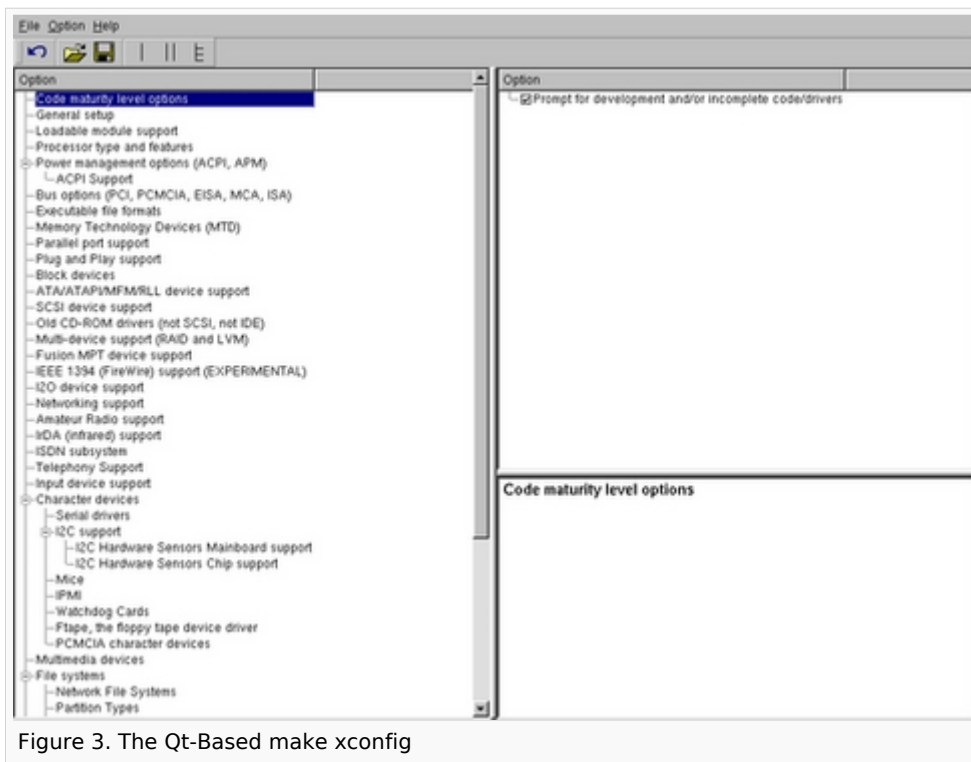 File Option Help
Option
Code maturity level options
General setup
Loadable module support
Processor type and features
Power management options (ACPI, APM)
ACPI Support
Bus options (PCI, PCMCIA, EISA, MCA, ISA)
Executable file formats
Memory Technology Devices (MTD)
Parallel port support
Plug and Play support
Block devices
ATA/ATAPI/MFM/RLL device support
SCSI device support
Old CD-ROM drivers (not SCSI, not IDE)
Multi-device support (RAID and LVM)
Fusion MPT device support
IEEE 1394 (FireWire) support (EXPERIMENTAL)
I2O device support
Networking support
Amateur Radio support
IrDA (infrared) support
ISDN subsystem
Telephony Support
Input device support
Character devices
Serial drivers
I2C support
I2C Hardware Sensors Mainboard support
I2C Hardware Sensors Chip support
Mice
IPMI
Watchdog Cards
Ftape, the floppy tape device driver
PCMCIA character devices
Multimedia devices
File systems
Network File Systems
Partition Types
Option
Prompt for development and/or incomplete code/drivers
Code maturity level options
Figure 3. The Qt-Based make xconfig